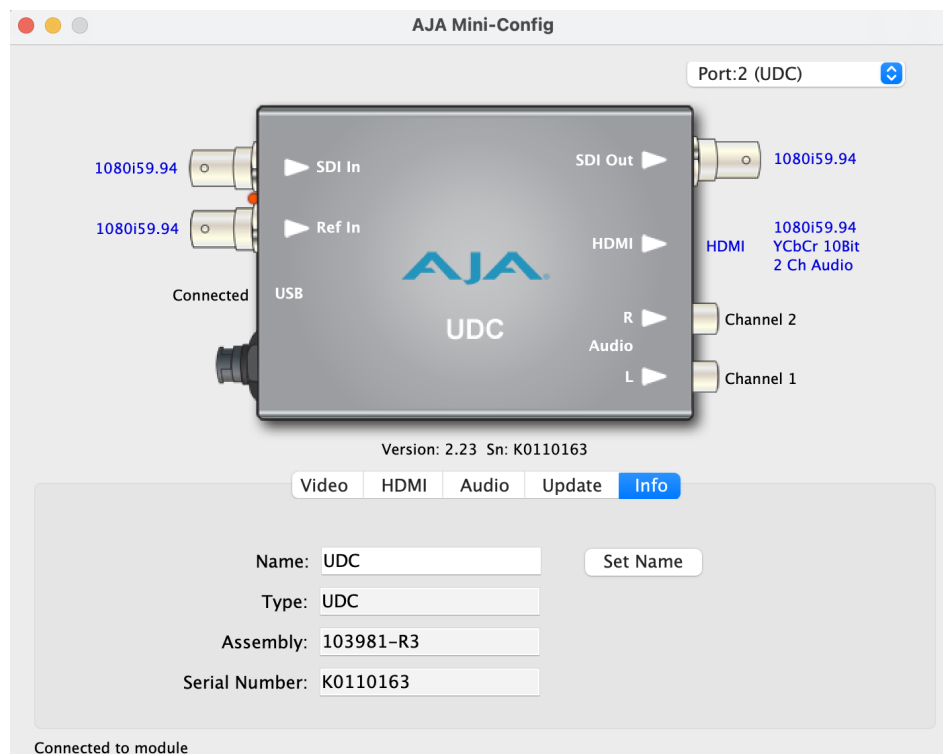 AJA Mini-Config
Port:2 (UDC)
1080i59.94
SDI In
SDI Out
1080i59.94
1080i59.94
Ref In
HDMI
HDMI
1080i59.94
YCbCr 10Bit
2 Ch Audio
AJA
Connected
USB
UDC
R
Channel 2
Audio
L
Channel 1
Version: 2.23 Sn: K0110163
Video
HDMI
Audio
Update
Info
Name: UDC
Set Name
Type: UDC
Assembly: 103981-R3
Serial Number: K0110163
Connected to module